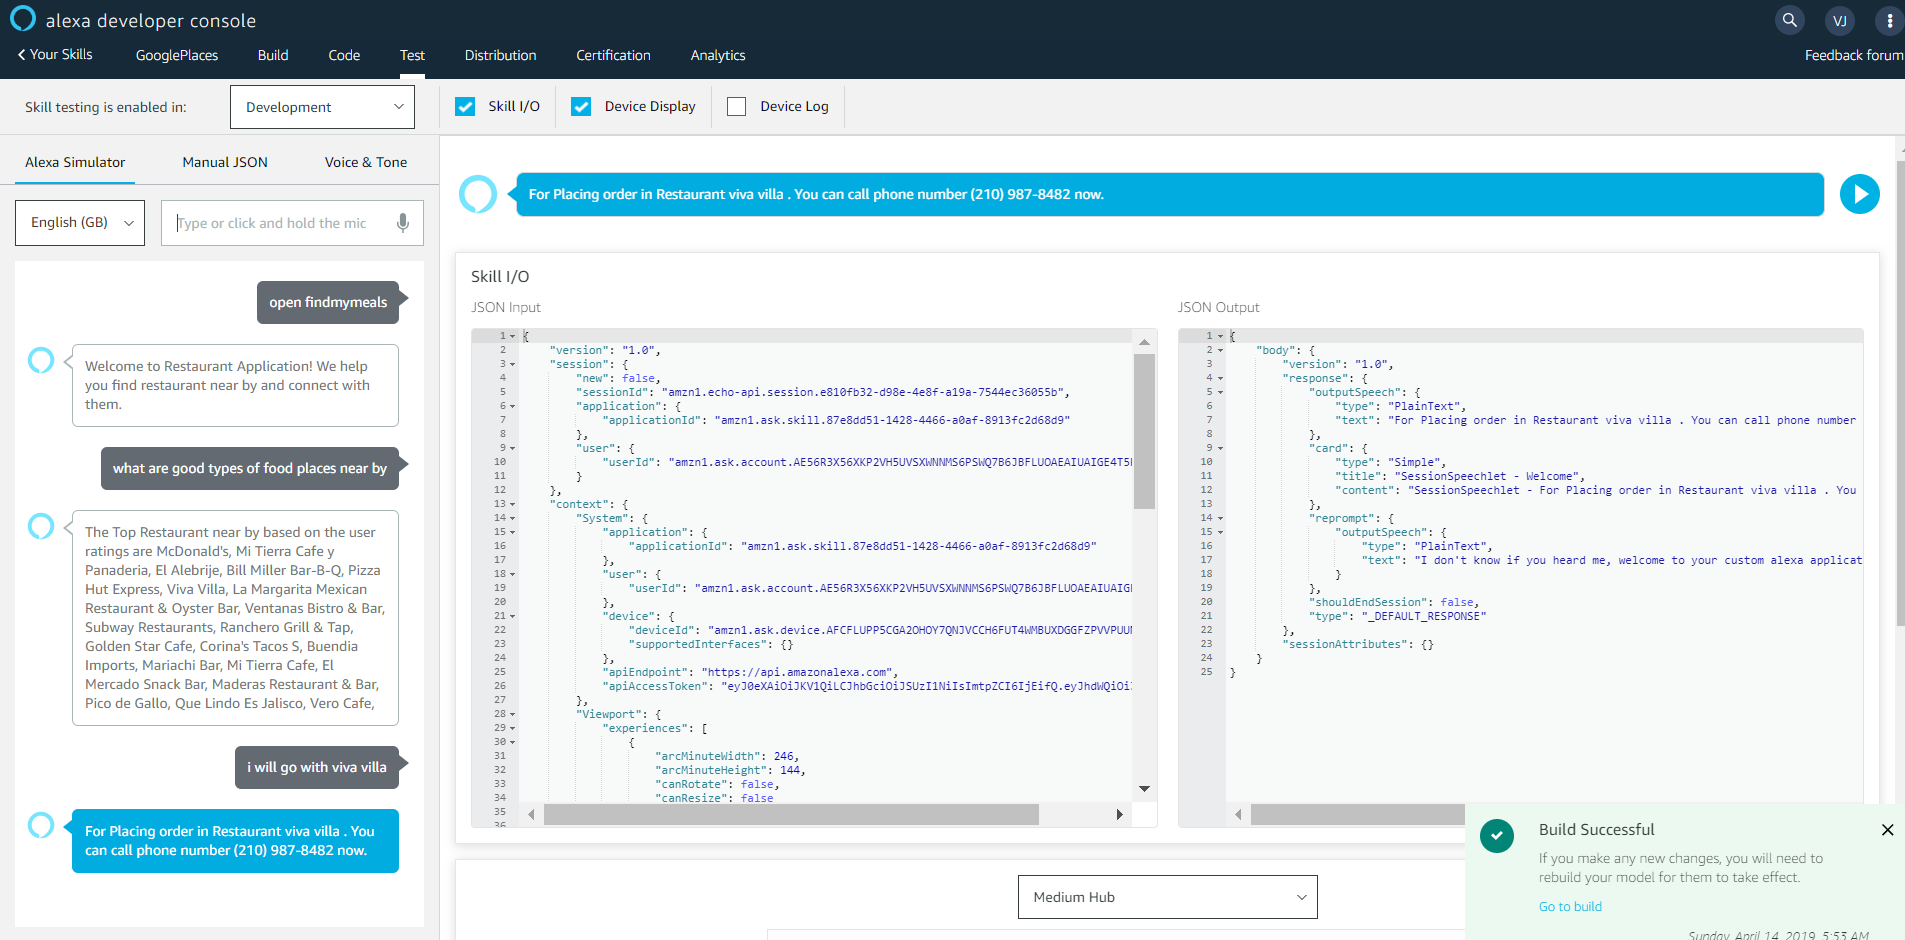 alexa developer console
VJ
Your Skills
GooglePlaces
Build
Code
Test
Distribution
Certification
Analytics
Feedback forum
Skill testing is enabled in:
Development
Skill I/O
Device Display
Device Log
Alexa Simulator
Manual JSON
Voice & Tone
English (GB)
Type or click and hold the mic
open findmymeals
Welcome to Restaurant Application! We help
you find restaurant near by and connect with
them.
what are good types of food places near by
The Top Restaurant near by based on the user
ratings are McDonald's, Mi Tierra Cafe y
Panaderia, El Alebrije, Bill Miller Bar-B-Q, Pizza
Hut Express, Viva Villa, La Margarita Mexican
Restaurant & Oyster Bar, Ventanas Bistro & Bar,
Subway Restaurants, Ranchero Grill & Tap,
Golden Star Cafe, Corina's Tacos S, Buendia
Imports, Mariachi Bar, Mi Tierra Cafe, El
Mercado Snack Bar, Maderas Restaurant & Bar,
Pico de Gallo, Que Lindo Es Jalisco, Vero Cafe,
i will go with viva villa
For Placing order in Restaurant viva villa . You
can call phone number (210) 987-8482 now.
For Placing order in Restaurant viva villa . You can call phone number (210) 987-8482 now.
Skill I/O
JSON Input
1 {
2 "version": "1.0",
3 "session": {
4 "new": false,
5 "sessionId": "amzn1.echo-api.session.e810fb32-d98e-4e8f-a19a-7544ec36055b",
6 "application": {
7 "applicationId": "amzn1.ask.skill.87e8dd51-1428-4466-a0af-8913fc2d68d9"
8 },
9 "user": {
10 "userId":
11 }
12 },
13 "context": {
14 "System": {
15 "application": {
16 "applicationId": "amzn1.ask.skill.87e8dd51-1428-4466-a0af-8913fc2d68d9"
17 },
18 "user": {
19 "userId":
20 },
21 "device": {
22 "deviceId":
23 "supportedInterfaces": {}
24 },
25 "apiEndpoint": "https://api.amazonalexa.com",
26 "apiAccessToken":
27 },
28 "Viewport": {
29 "experiences": [
30 {
31 "arcMinuteWidth": 246,
32 "arcMinuteHeight": 144,
33 "canRotate": false,
34 "canResize": false
35
36
JSON Output
1 {
2 "body": {
3 "version": "1.0",
4 "response": {
5 "outputSpeech": {
6 "type": "PlainText",
7 "text": "For Placing order in Restaurant viva villa . You can call phone number
8 },
9 "card": {
10 "type": "Simple",
11 "title": "SessionSpeechlet - Welcome",
12 "content": "SessionSpeechlet - For Placing order in Restaurant viva villa . You
13 },
14 "reprompt": {
15 "outputSpeech": {
16 "type": "PlainText",
17 "text": "I don't know if you heard me, welcome to your custom alexa applicat
18 }
19 },
20 "shouldEndSession": false,
21 "type": "_DEFAULT_RESPONSE"
22 },
23 "sessionAttributes": {}
24 }
25 }
Medium Hub
Build Successful
If you make any new changes, you will need to
rebuild your model for them to take effect.
Go to build
Sunday, April 14, 2019, 5:53 AM